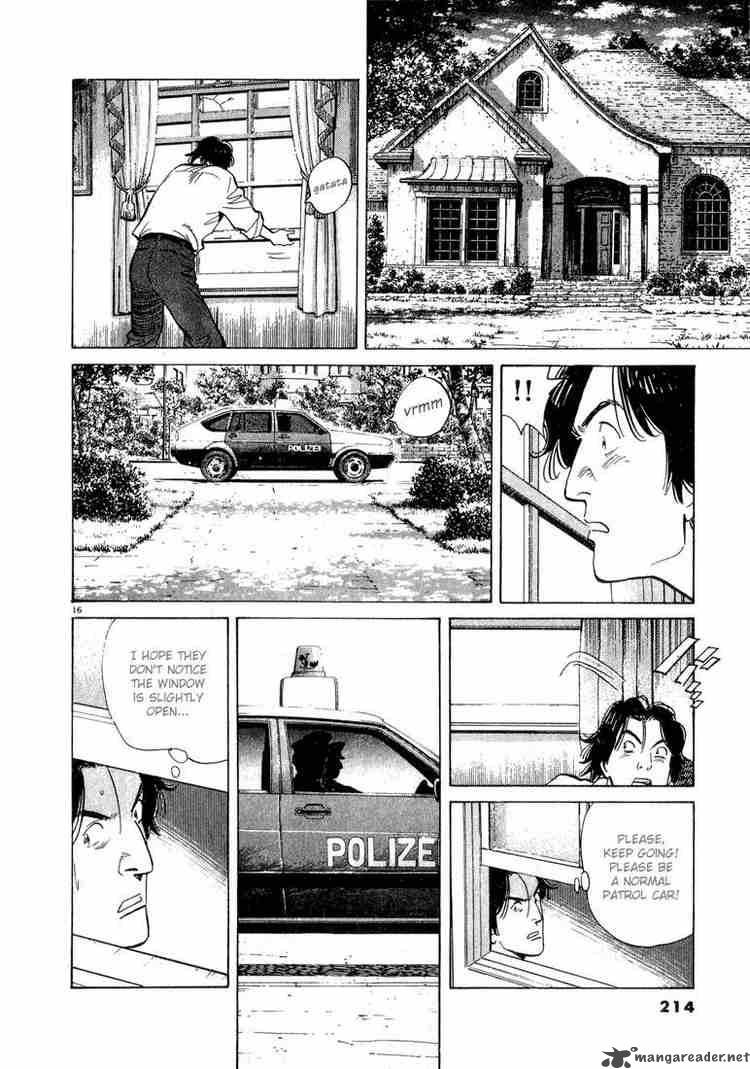 gatata
!!
vrmm
16
PLEASE,
KEEP GOING!
PLEASE BE
A NORMAL
PATROL CAR!
POLIZE
I HOPE THEY
DON'T NOTICE
THE WINDOW
IS SLIGHTLY
OPEN...
POLIZEI
214
mangareader.net